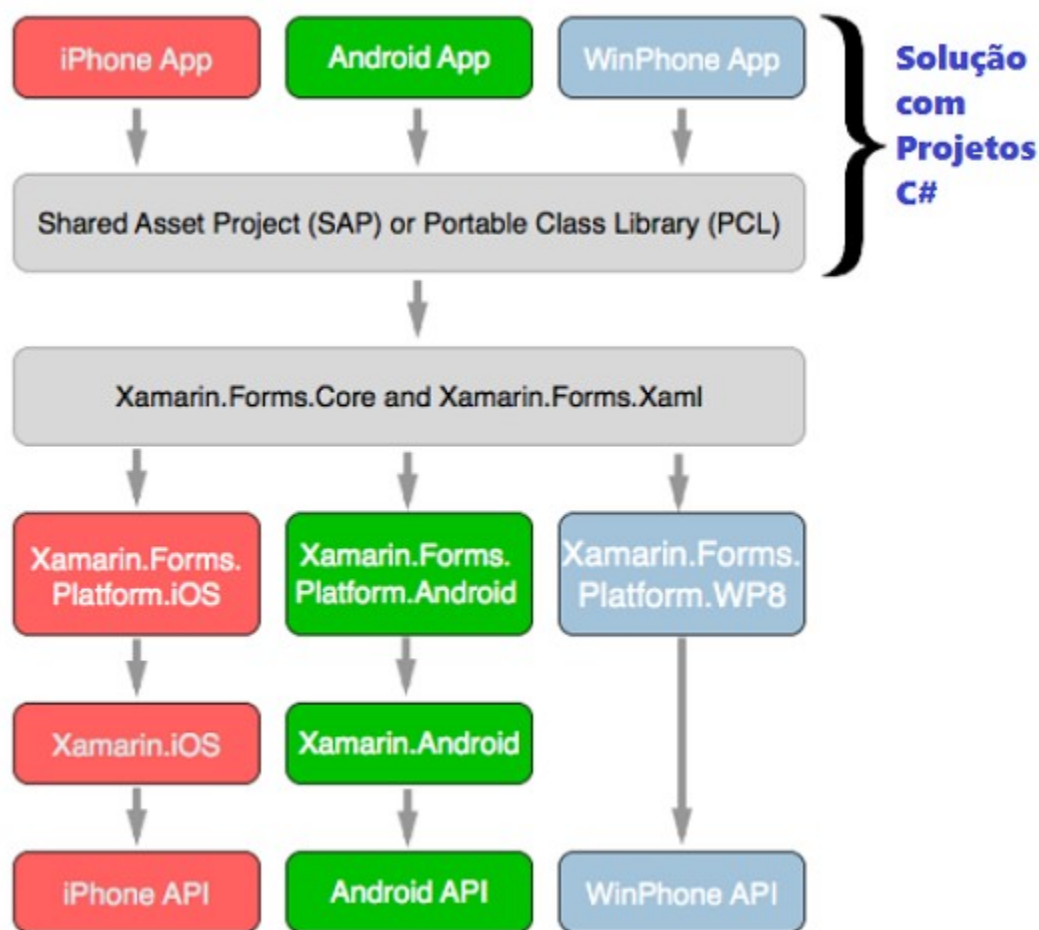 iPhone App
Android App
WinPhone App
Solução
com
Projetos
C#
Shared Asset Project (SAP) or Portable Class Library (PCL)
Xamarin.Forms.Core and Xamarin.Forms.Xaml
Xamarin.Forms.
Platform.iOS
Xamarin.Forms.
Platform.Android
Xamarin.Forms.
Platform.WP8
Xamarin.iOS
Xamarin.Android
iPhone API
Android API
WinPhone API